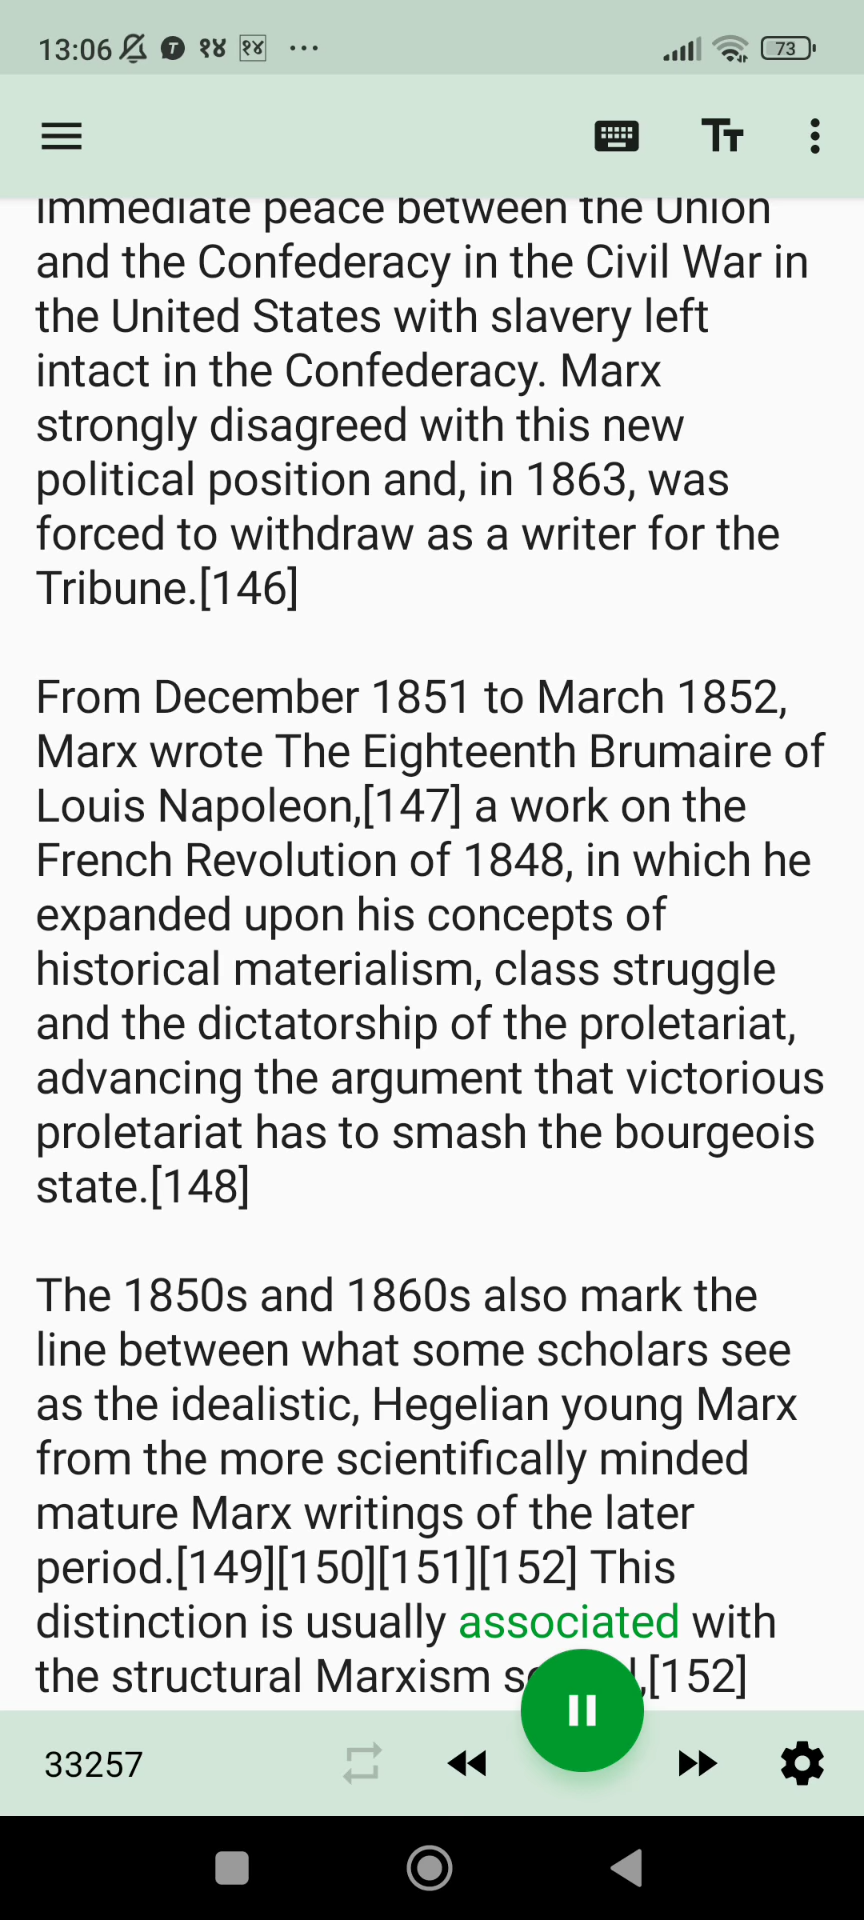 13:06 १४ १४ ... 73
immediate peace between the Union
and the Confederacy in the Civil War in
the United States with slavery left
intact in the Confederacy. Marx
strongly disagreed with this new
political position and, in 1863, was
forced to withdraw as a writer for the
Tribune.[146]
From December 1851 to March 1852,
Marx wrote The Eighteenth Brumaire of
Louis Napoleon,[147] a work on the
French Revolution of 1848, in which he
expanded upon his concepts of
historical materialism, class struggle
and the dictatorship of the proletariat,
advancing the argument that victorious
proletariat has to smash the bourgeois
state.[148]
The 1850s and 1860s also mark the
line between what some scholars see
as the idealistic, Hegelian young Marx
from the more scientifically minded
mature Marx writings of the later
period.[149][150][151][152] This
distinction is usually associated with
the structural Marxism ,[152]
33257